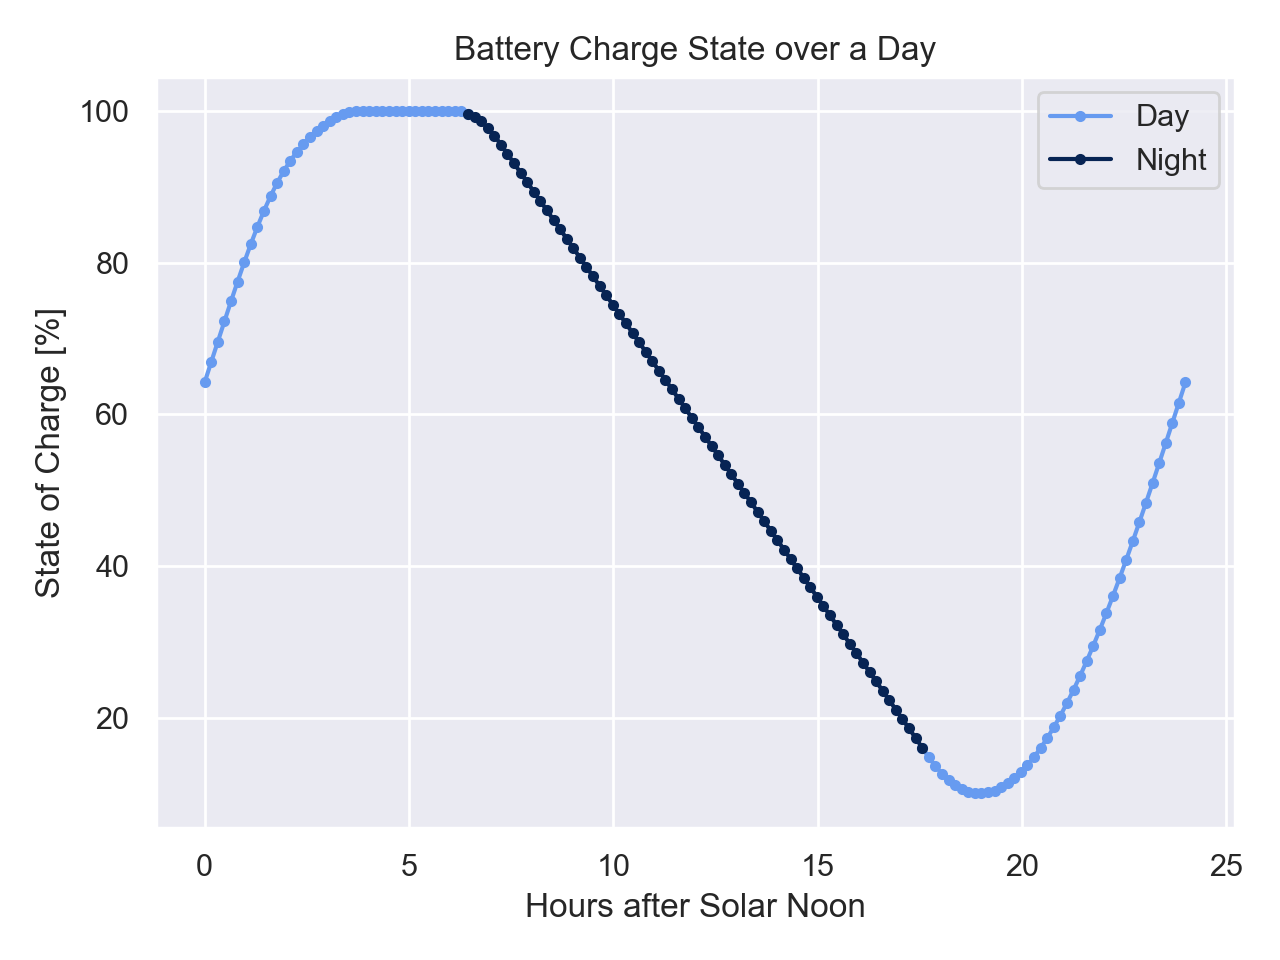 Battery Charge State over a Day
Day
Night
100
80
60
40
20
State of Charge [%]
0 5 10 15 20 25
Hours after Solar Noon